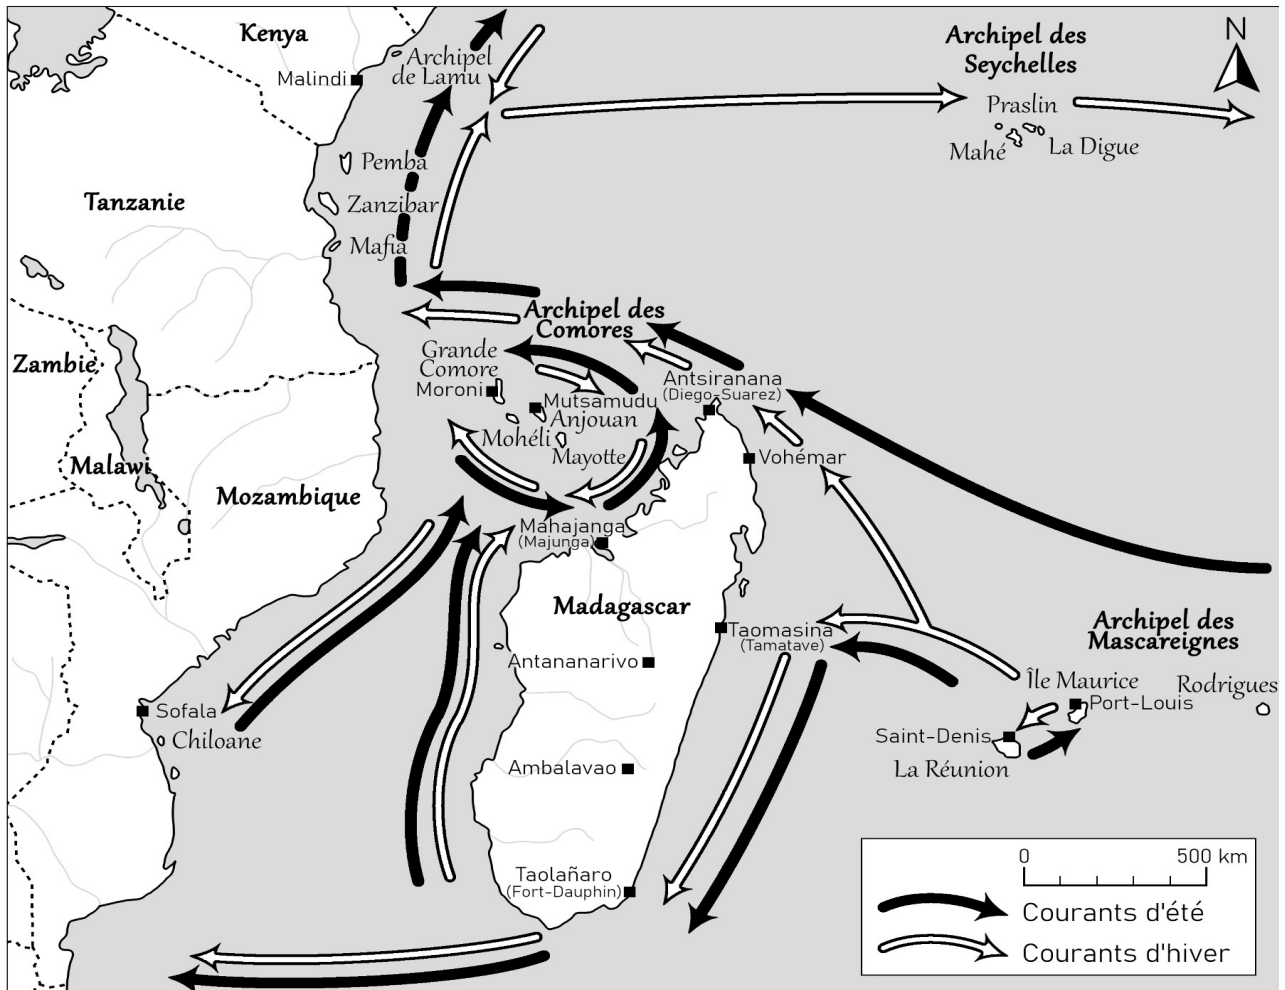 Kenya
Malindi
Archipel
de Lamu
Archipel des
Seychelles
N
Praslin
Mahé
La Digue
Pemba
Zanzibar
Mafia
Tanzanie
Zambie
Malawi
Mozambique
Archipel des
Comores
Grande
Comore
Moroni
Mutsamudu
Anjouan
Mohéli
Mayotte
Antsiranana
(Diego-Suarez)
Vohémar
Mahajanga
(Majunga)
Madagascar
Taomasina
(Tamatave)
Antananarivo
Archipel des
Mascareignes
Île Maurice
Port-Louis
Rodrigues
Saint-Denis
La Réunion
Sofala
Chiloane
Ambalavao
Taolañaro
(Fort-Dauphin)
0 500 km
Courants d'été
Courants d'hiver